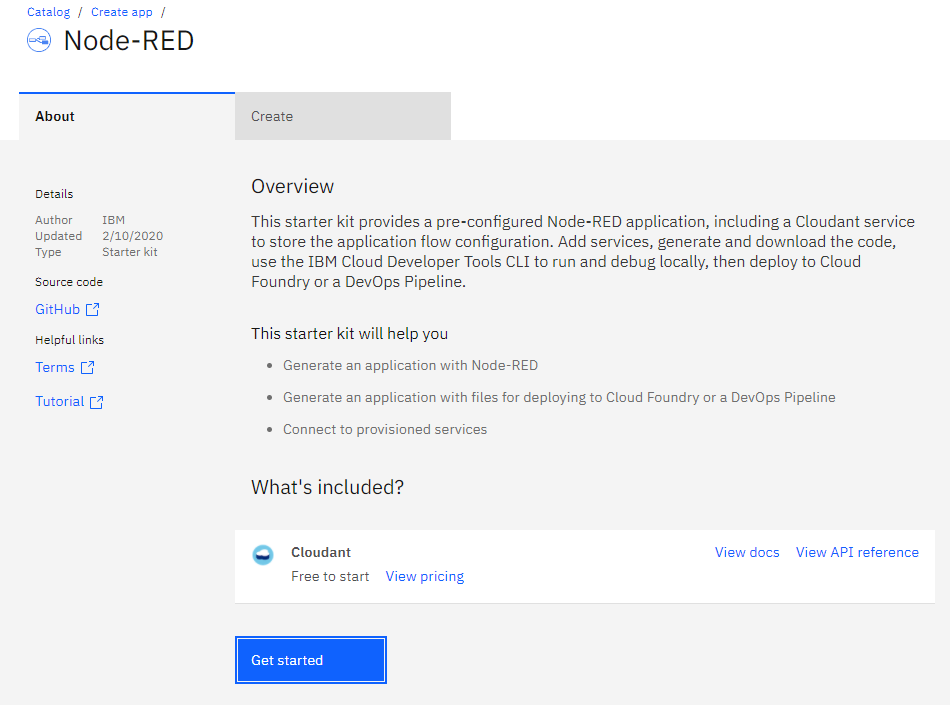 Catalog / Create app /
Node-RED
About
Create
Details
Author IBM
Updated 2/10/2020
Type Starter kit
Source code
GitHub
Helpful links
Terms
Tutorial
Overview
This starter kit provides a pre-configured Node-RED application, including a Cloudant service
to store the application flow configuration. Add services, generate and download the code,
use the IBM Cloud Developer Tools CLI to run and debug locally, then deploy to Cloud
Foundry or a DevOps Pipeline.
This starter kit will help you
• Generate an application with Node-RED
• Generate an application with files for deploying to Cloud Foundry or a DevOps Pipeline
• Connect to provisioned services
What's included?
Cloudant View docs View API reference
Free to start View pricing
Get started